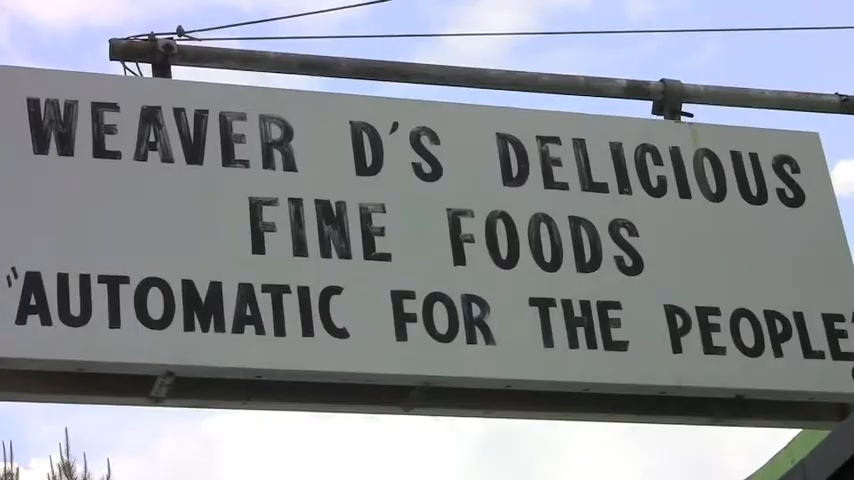 WEAVER D'S DELICIOUS
FINE FOODS
"AUTOMATIC FOR THE PEOPLE"